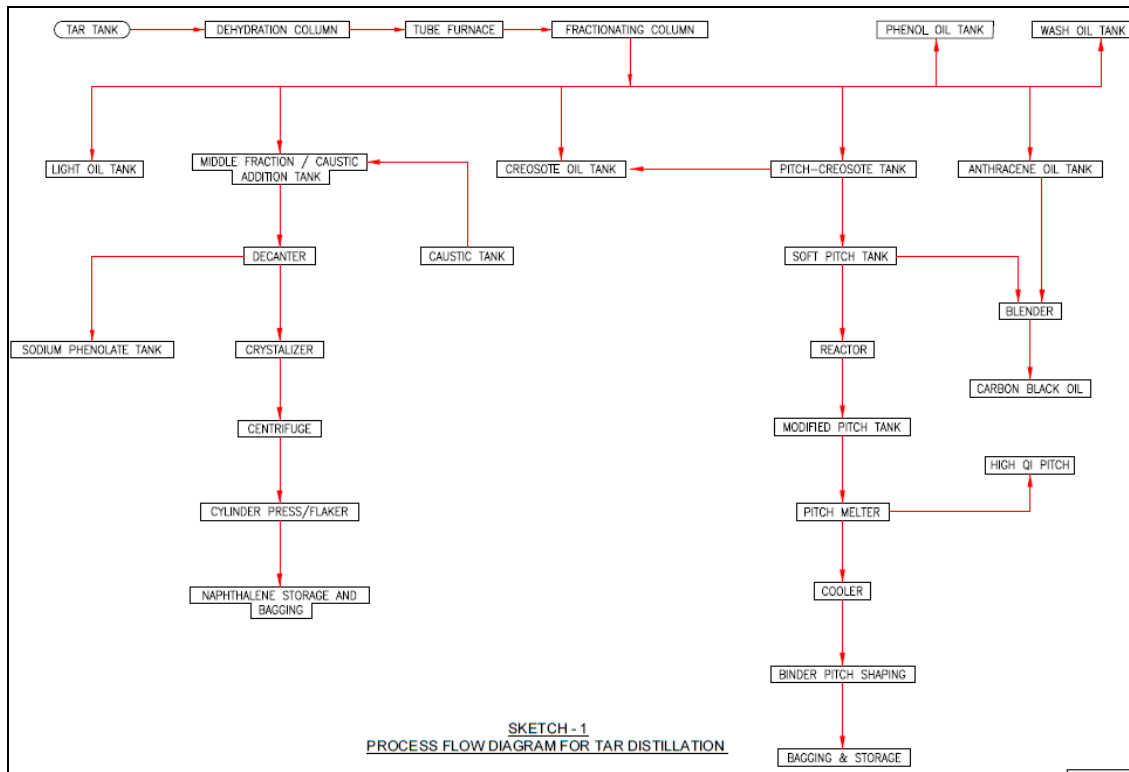 TAR TANK
DEHYDRATION COLUMN
TUBE FURNACE
FRACTIONATING COLUMN
PHENOL OIL TANK
WASH OIL TANK
LIGHT OIL TANK
MIDDLE FRACTION / CAUSTIC
ADDITION TANK
CREOSOTE OIL TANK
PITCH-CREOSOTE TANK
ANTHRACENE OIL TANK
DECANTER
CAUSTIC TANK
SOFT PITCH TANK
BLENDER
SODIUM PHENOLATE TANK
CRYSTALIZER
REACTOR
CARBON BLACK OIL
CENTRIFUGE
MODIFIED PITCH TANK
HIGH QI PITCH
CYLINDER PRESS/FLAKER
PITCH MELTER
NAPHTHALENE STORAGE AND
BAGGING
COOLER
BINDER PITCH SHAPING
SKETCH - 1
PROCESS FLOW DIAGRAM FOR TAR DISTILLATION
BAGGING & STORAGE